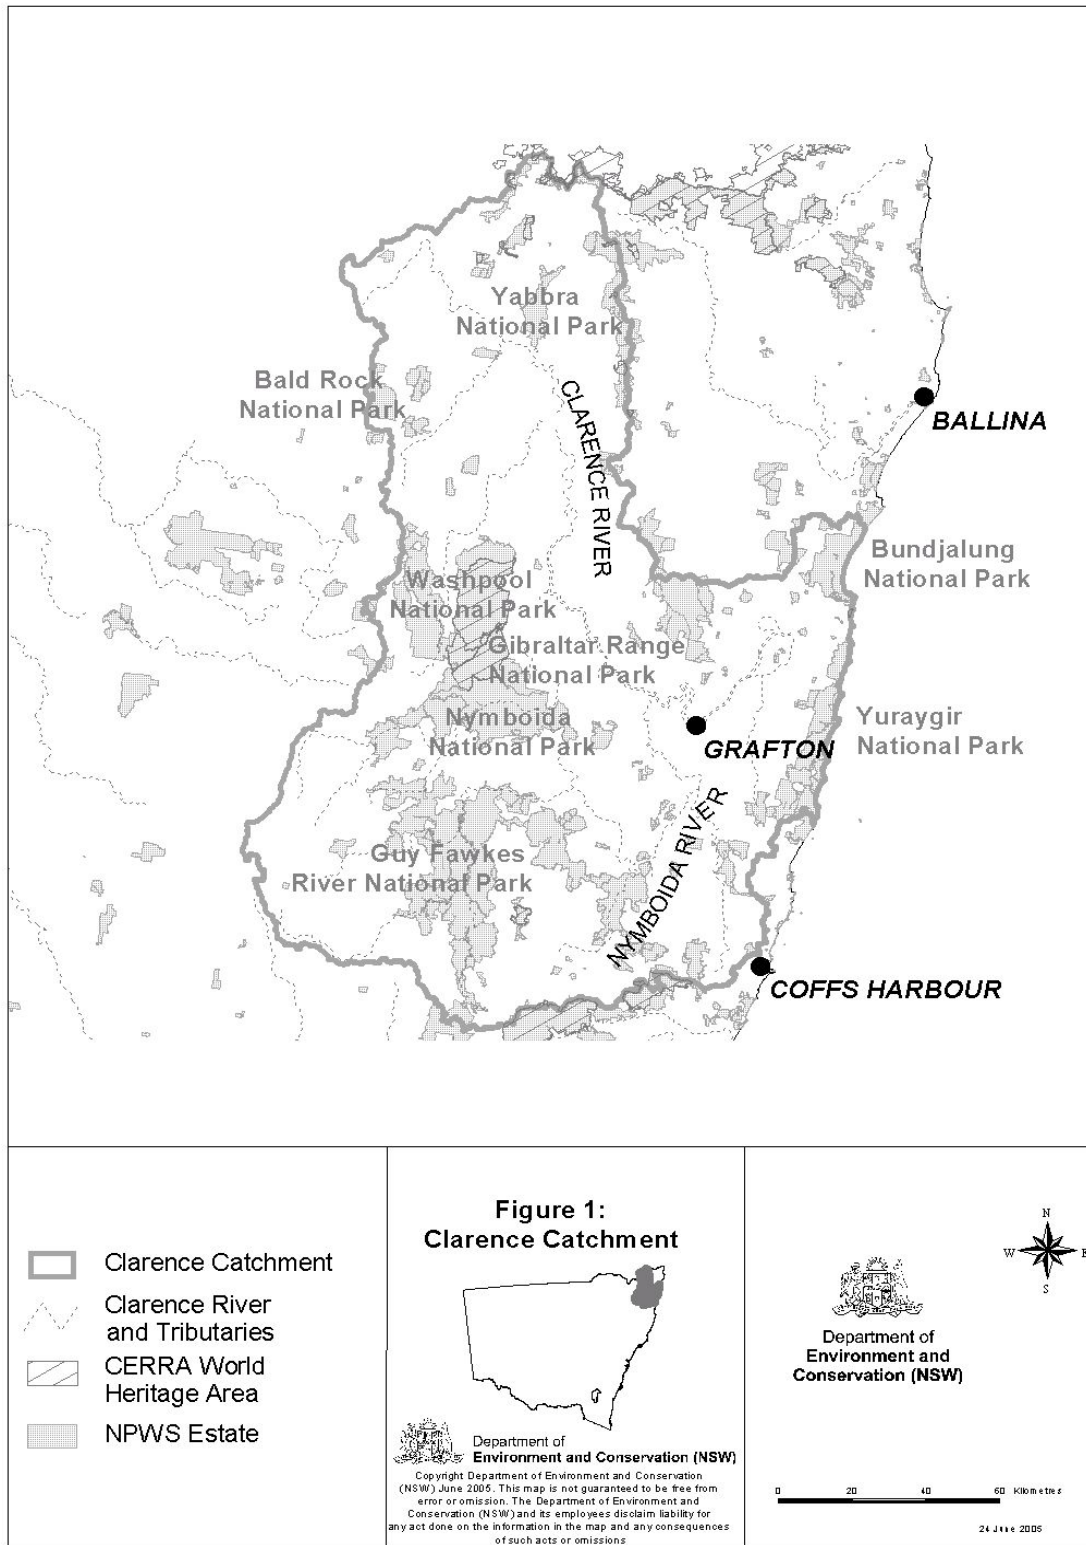 Yabbra
National Park
Bald Rock
National Park
CLARENCE RIVER
BALLINA
Bundjalung
National Park
Washpool
National Park
Gibraltar Range
National Park
Nymboida
National Park
GRAFTON
Yuraygir
National Park
NYMBOIDA RIVER
Guy Fawkes
River National Park
COFFS HARBOUR
Clarence Catchment
Clarence River
and Tributaries
CERRA World
Heritage Area
NPWS Estate
Figure 1:
Clarence Catchment
Department of
Environment and Conservation (NSW)
Copyright Department of Environment and Conservation
(NSW) June 2005. This map is not guaranteed to be free from
error or omission. The Department of Environment and
Conservation (NSW) and its employees disclaim liability for
any act done on the information in the map and any consequences
of such acts or omissions
N
W E
S
Department of
Environment and
Conservation (NSW)
0 20 40 60 Kilometres
24 June 2005